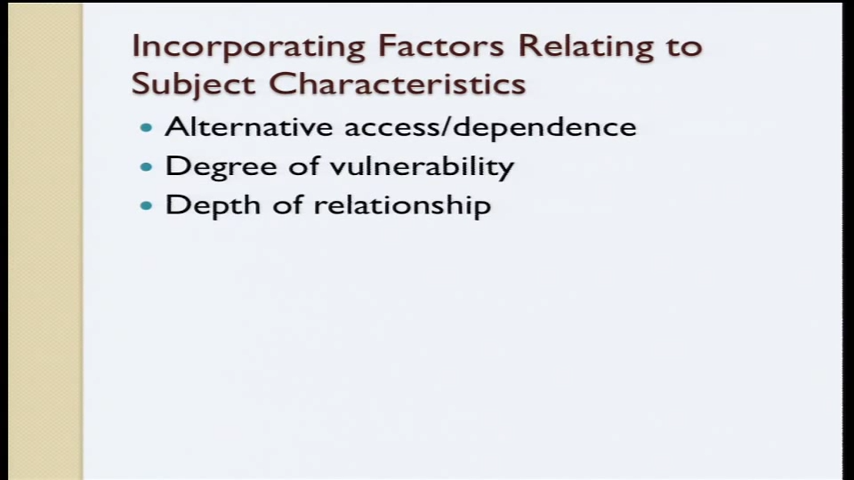 Incorporating Factors Relating to
Subject Characteristics
• Alternative access/dependence
• Degree of vulnerability
• Depth of relationship